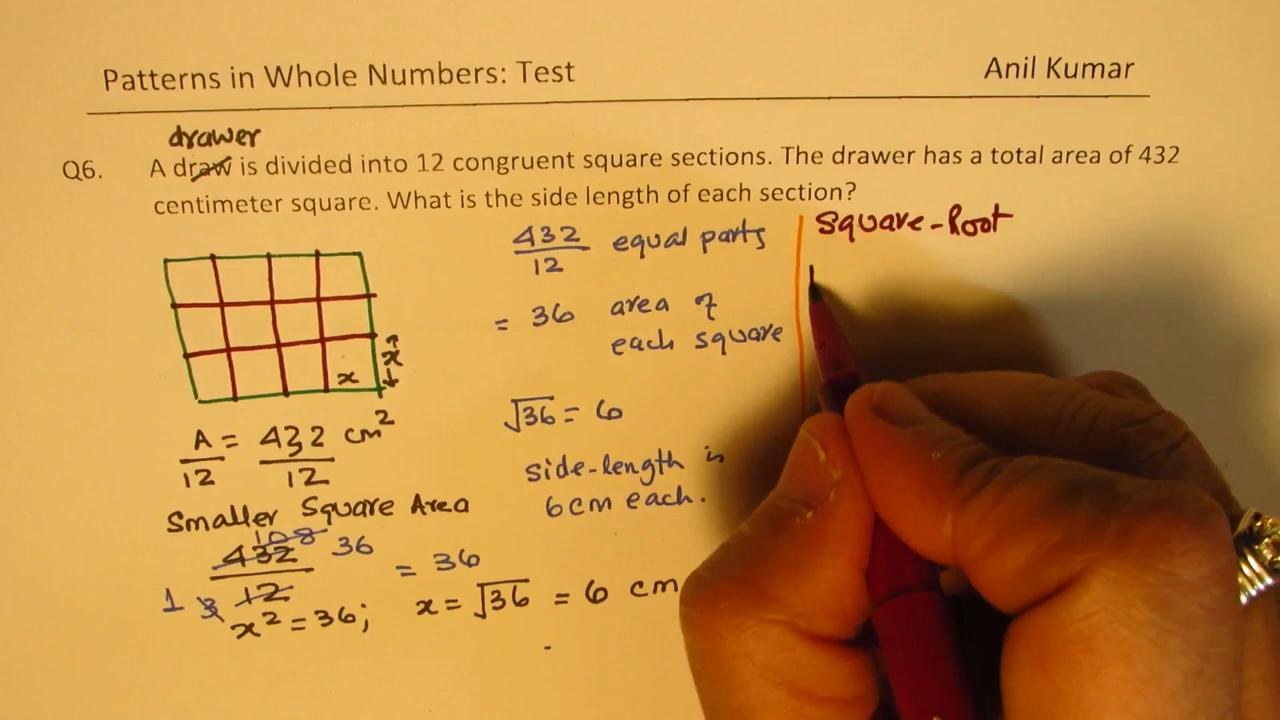 Patterns in Whole Numbers: Test
Anil Kumar
drawer
Q6. A draw is divided into 12 congruent square sections. The drawer has a total area of 432
centimeter square. What is the side length of each section?
x
x
A/12 = 432/12 cm²
Smaller Square Area
108
432/12 36 = 36
1 3
x² = 36; x = √36 = 6 cm
432/12 equal parts
= 36 area of
each square
√36 = 6
side-length is
6cm each.
Square-Root